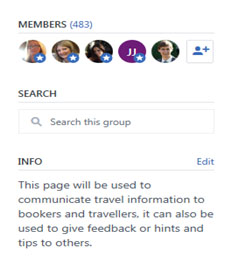 MEMBERS (483)
JJ
SEARCH
Search this group
INFO Edit
This page will be used to
communicate travel information to
bookers and travellers, it can also be
used to give feedback or hints and
tips to others.